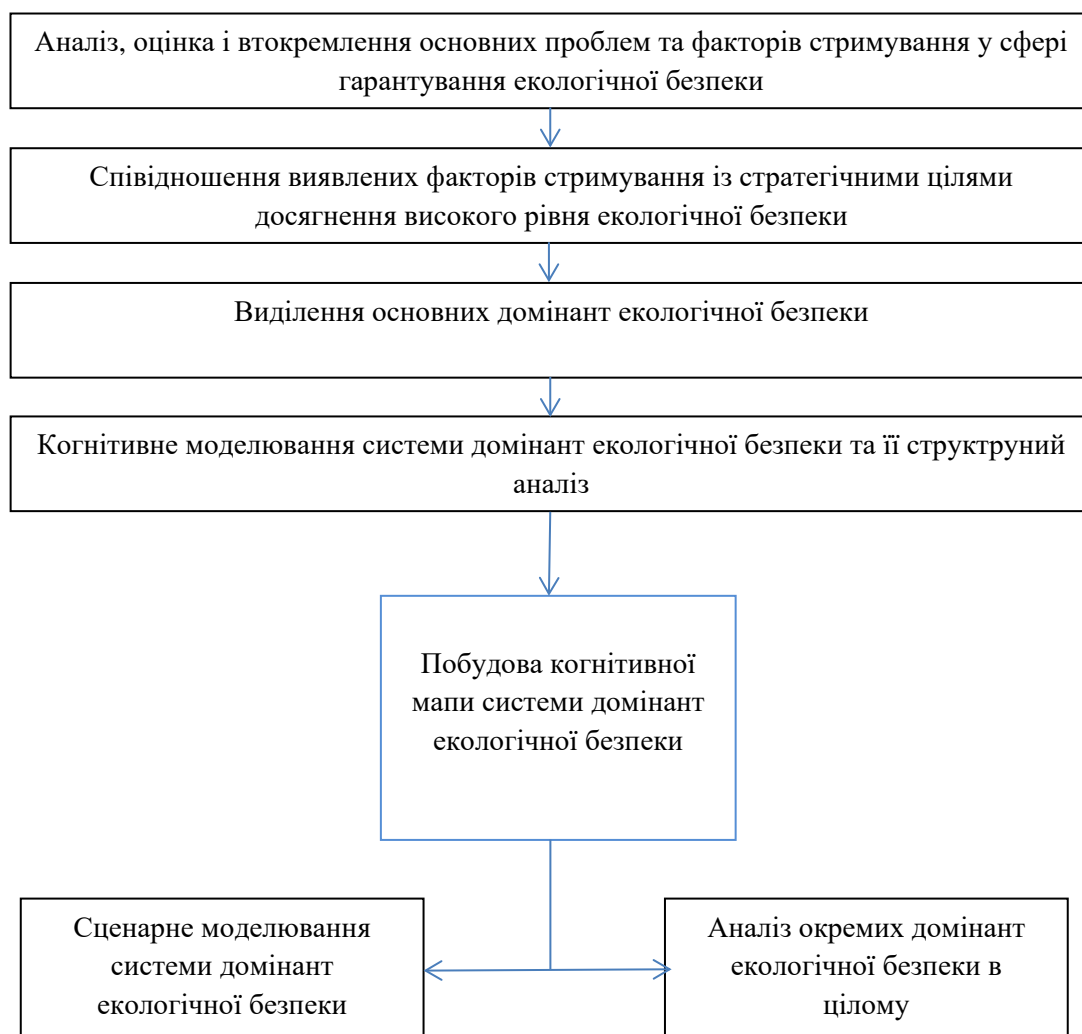 Аналіз, оцінка і втокремлення основних проблем та факторів стримування у сфері
гарантування екологічної безпеки
Співідношення виявлених факторів стримування із стратегічними цілями
досягнення високого рівня екологічної безпеки
Виділення основних домінант екологічної безпеки
Когнітивне моделювання системи домінант екологічної безпеки та її структруний
аналіз
Побудова когнітивної
мапи системи домінант
екологічної безпеки
Сценарне моделювання
системи домінант
екологічної безпеки
Аналіз окремих домінант
екологічної безпеки в
цілому